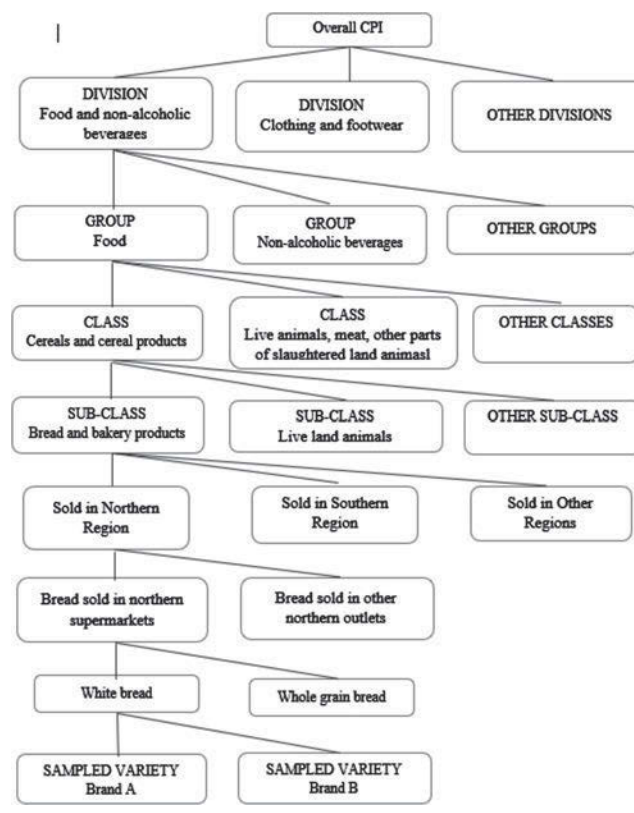 Overall CPI
DIVISION
Food and non-alcoholic
beverages
DIVISION
Clothing and footwear
OTHER DIVISIONS
GROUP
Food
GROUP
Non-alcoholic beverages
OTHER GROUPS
CLASS
Cereals and cereal products
CLASS
Live animals, meat, other parts
of slaughtered land animasl
OTHER CLASSES
SUB-CLASS
Bread and bakery products
SUB-CLASS
Live land animals
OTHER SUB-CLASS
Sold in Northern
Region
Sold in Southern
Region
Sold in Other
Regions
Bread sold in northern
supermarkets
Bread sold in other
northern outlets
White bread
Whole grain bread
SAMPLED VARIETY
Brand A
SAMPLED VARIETY
Brand B